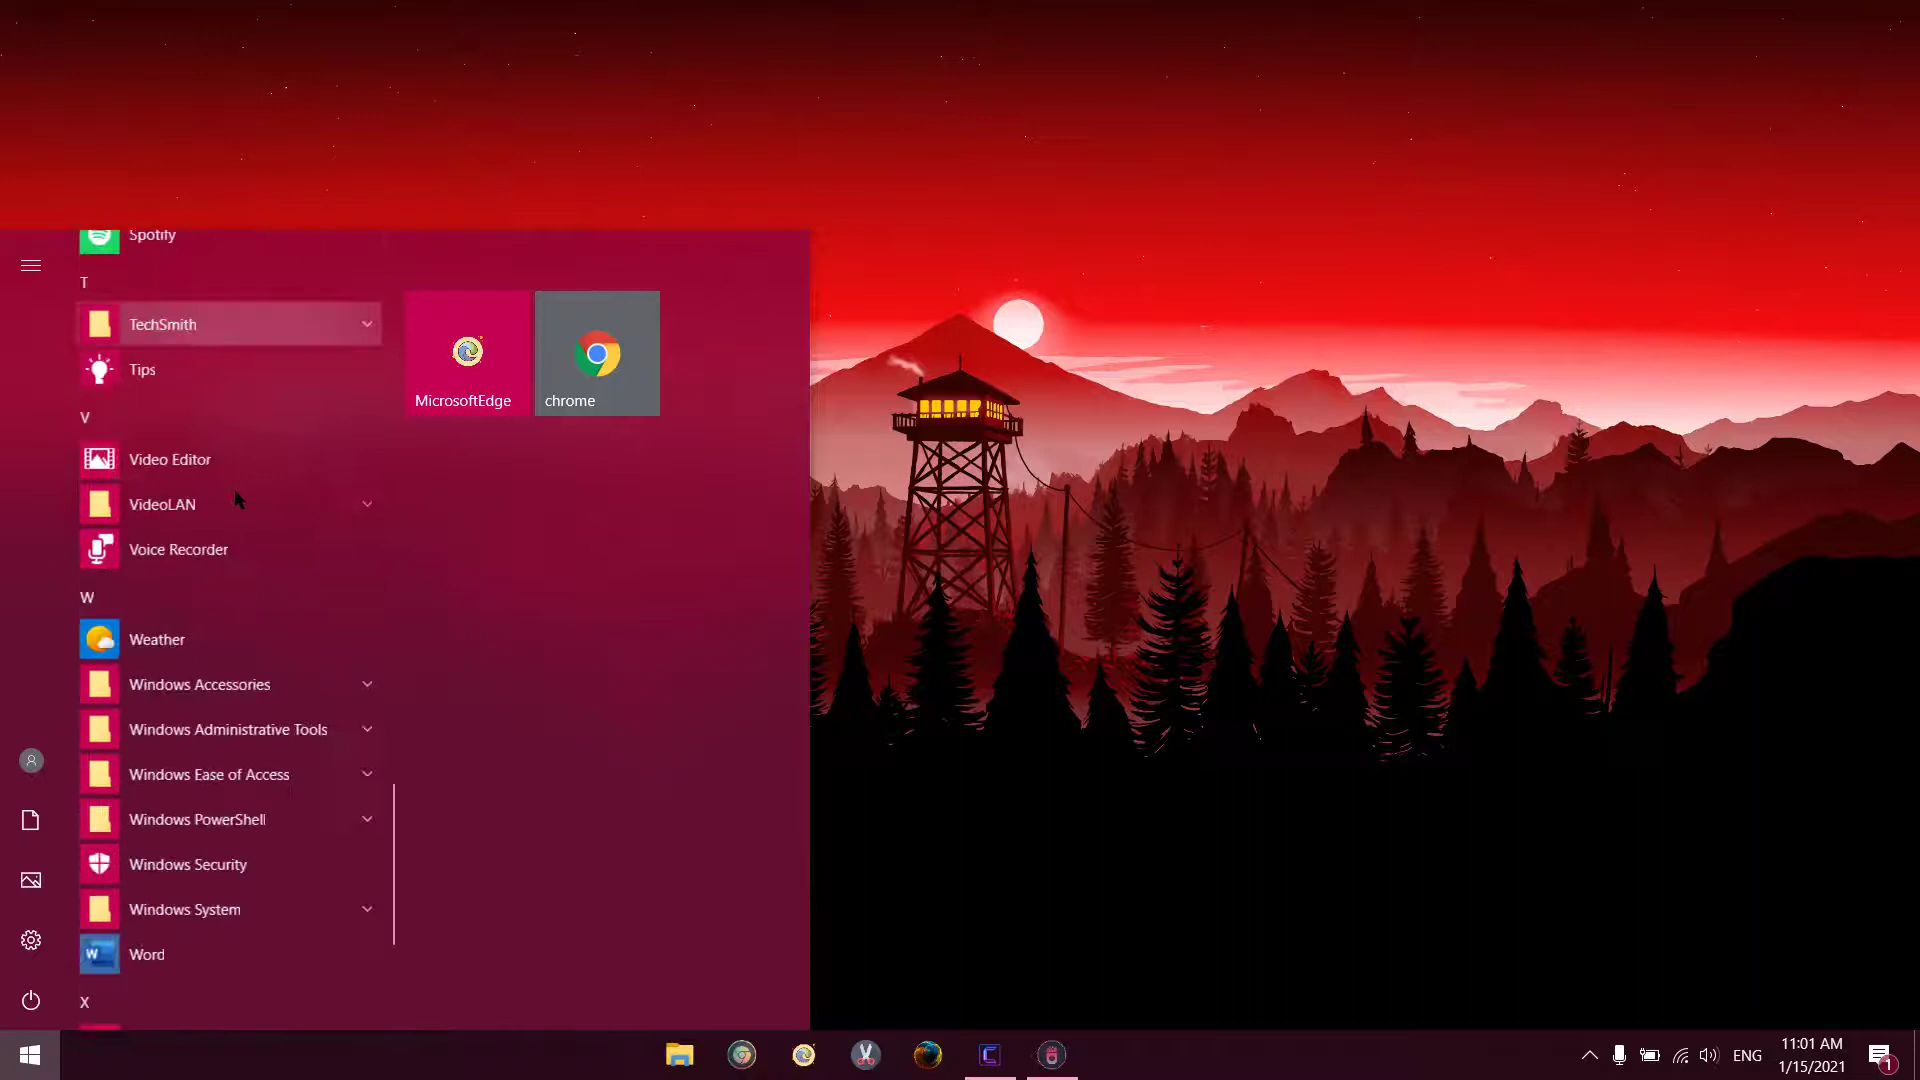 Spotify
T
TechSmith
Tips
V
Video Editor
VideoLAN
Voice Recorder
W
Weather
Windows Accessories
Windows Administrative Tools
Windows Ease of Access
Windows PowerShell
Windows Security
Windows System
Word
X
MicrosoftEdge
chrome
ENG
11:01 AM
1/15/2021
1